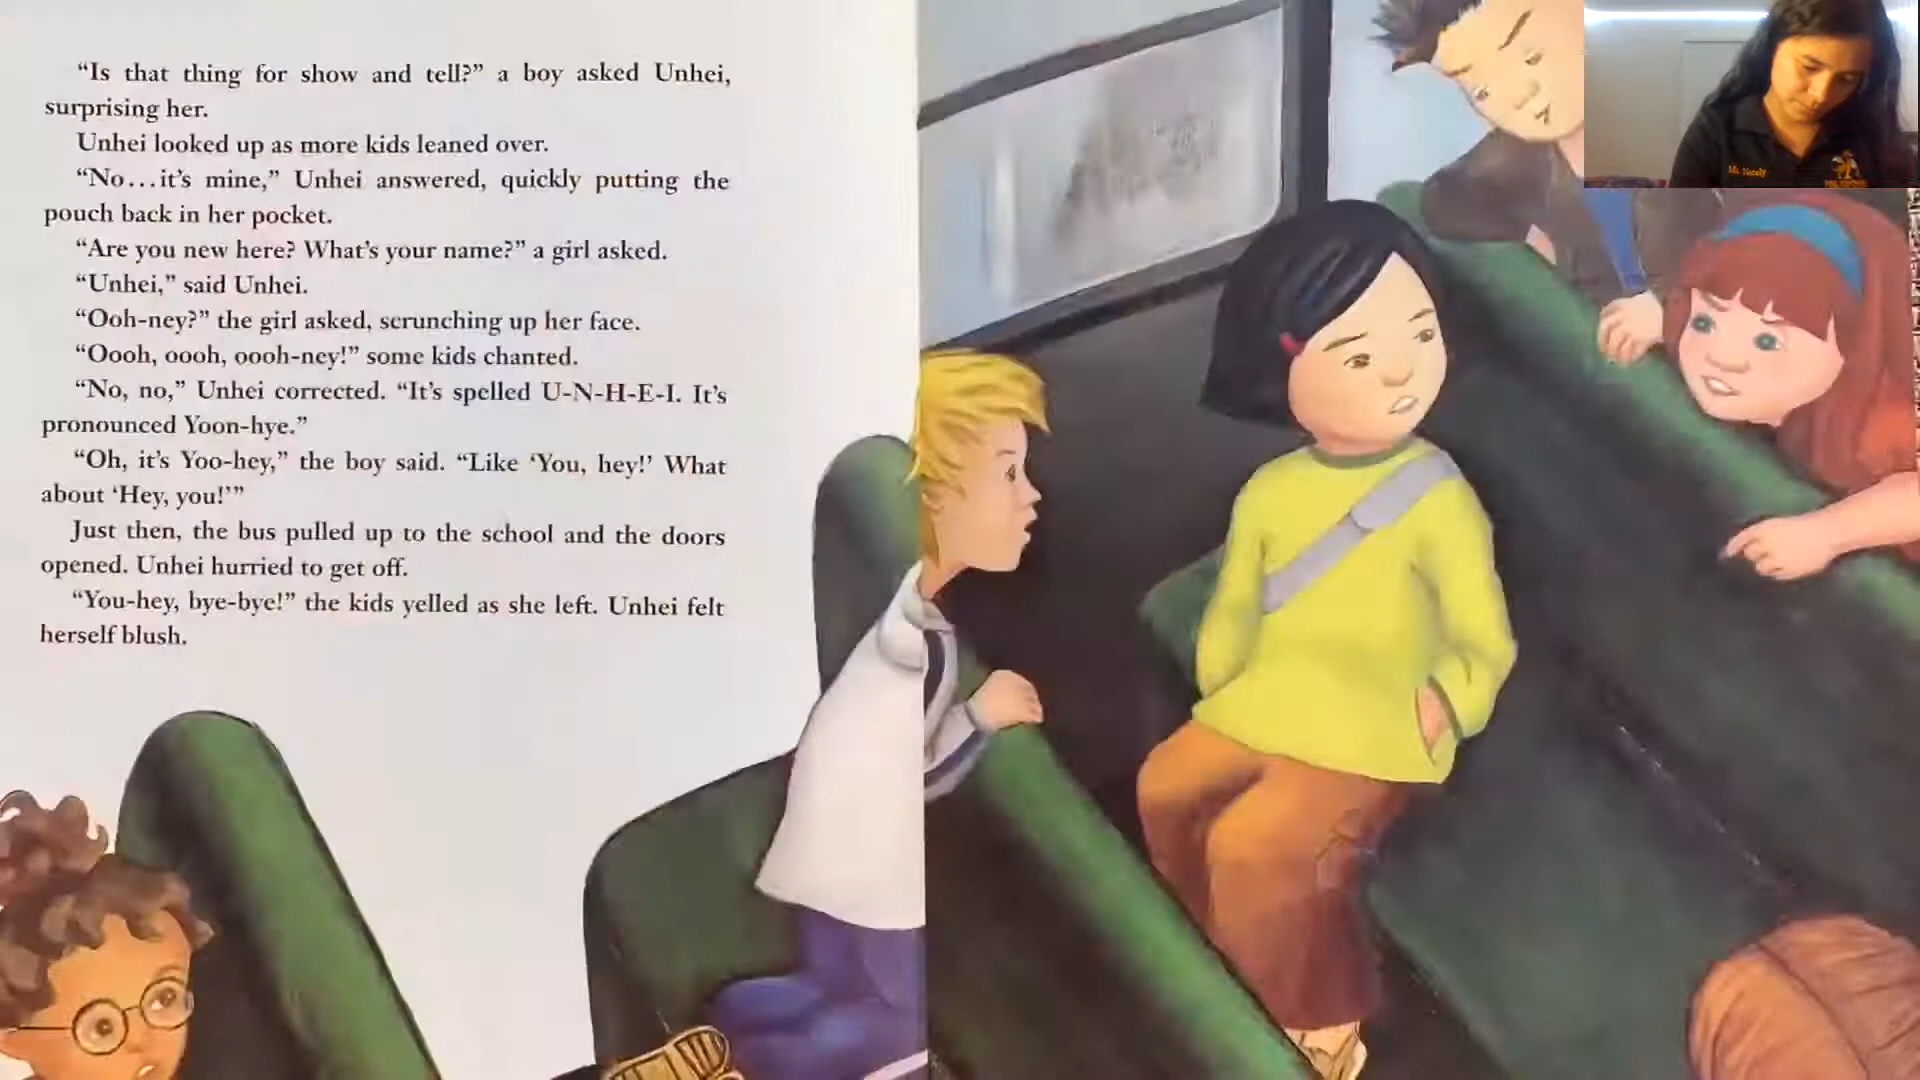 “Is that thing for show and tell?” a boy asked Unhei,
surprising her.
Unhei looked up as more kids leaned over.
“No…it’s mine,” Unhei answered, quickly putting the
pouch back in her pocket.
“Are you new here? What’s your name?” a girl asked.
“Unhei,” said Unhei.
“Ooh-ney?” the girl asked, scrunching up her face.
“Oooh, oooh, oooh-ney!” some kids chanted.
“No, no,” Unhei corrected. “It’s spelled U-N-H-E-I. It’s
pronounced Yoon-hye.”
“Oh, it’s Yoo-hey,” the boy said. “Like ‘You, hey!’ What
about ‘Hey, you!’”
Just then, the bus pulled up to the school and the doors
opened. Unhei hurried to get off.
“You-hey, bye-bye!” the kids yelled as she left. Unhei felt
herself blush.